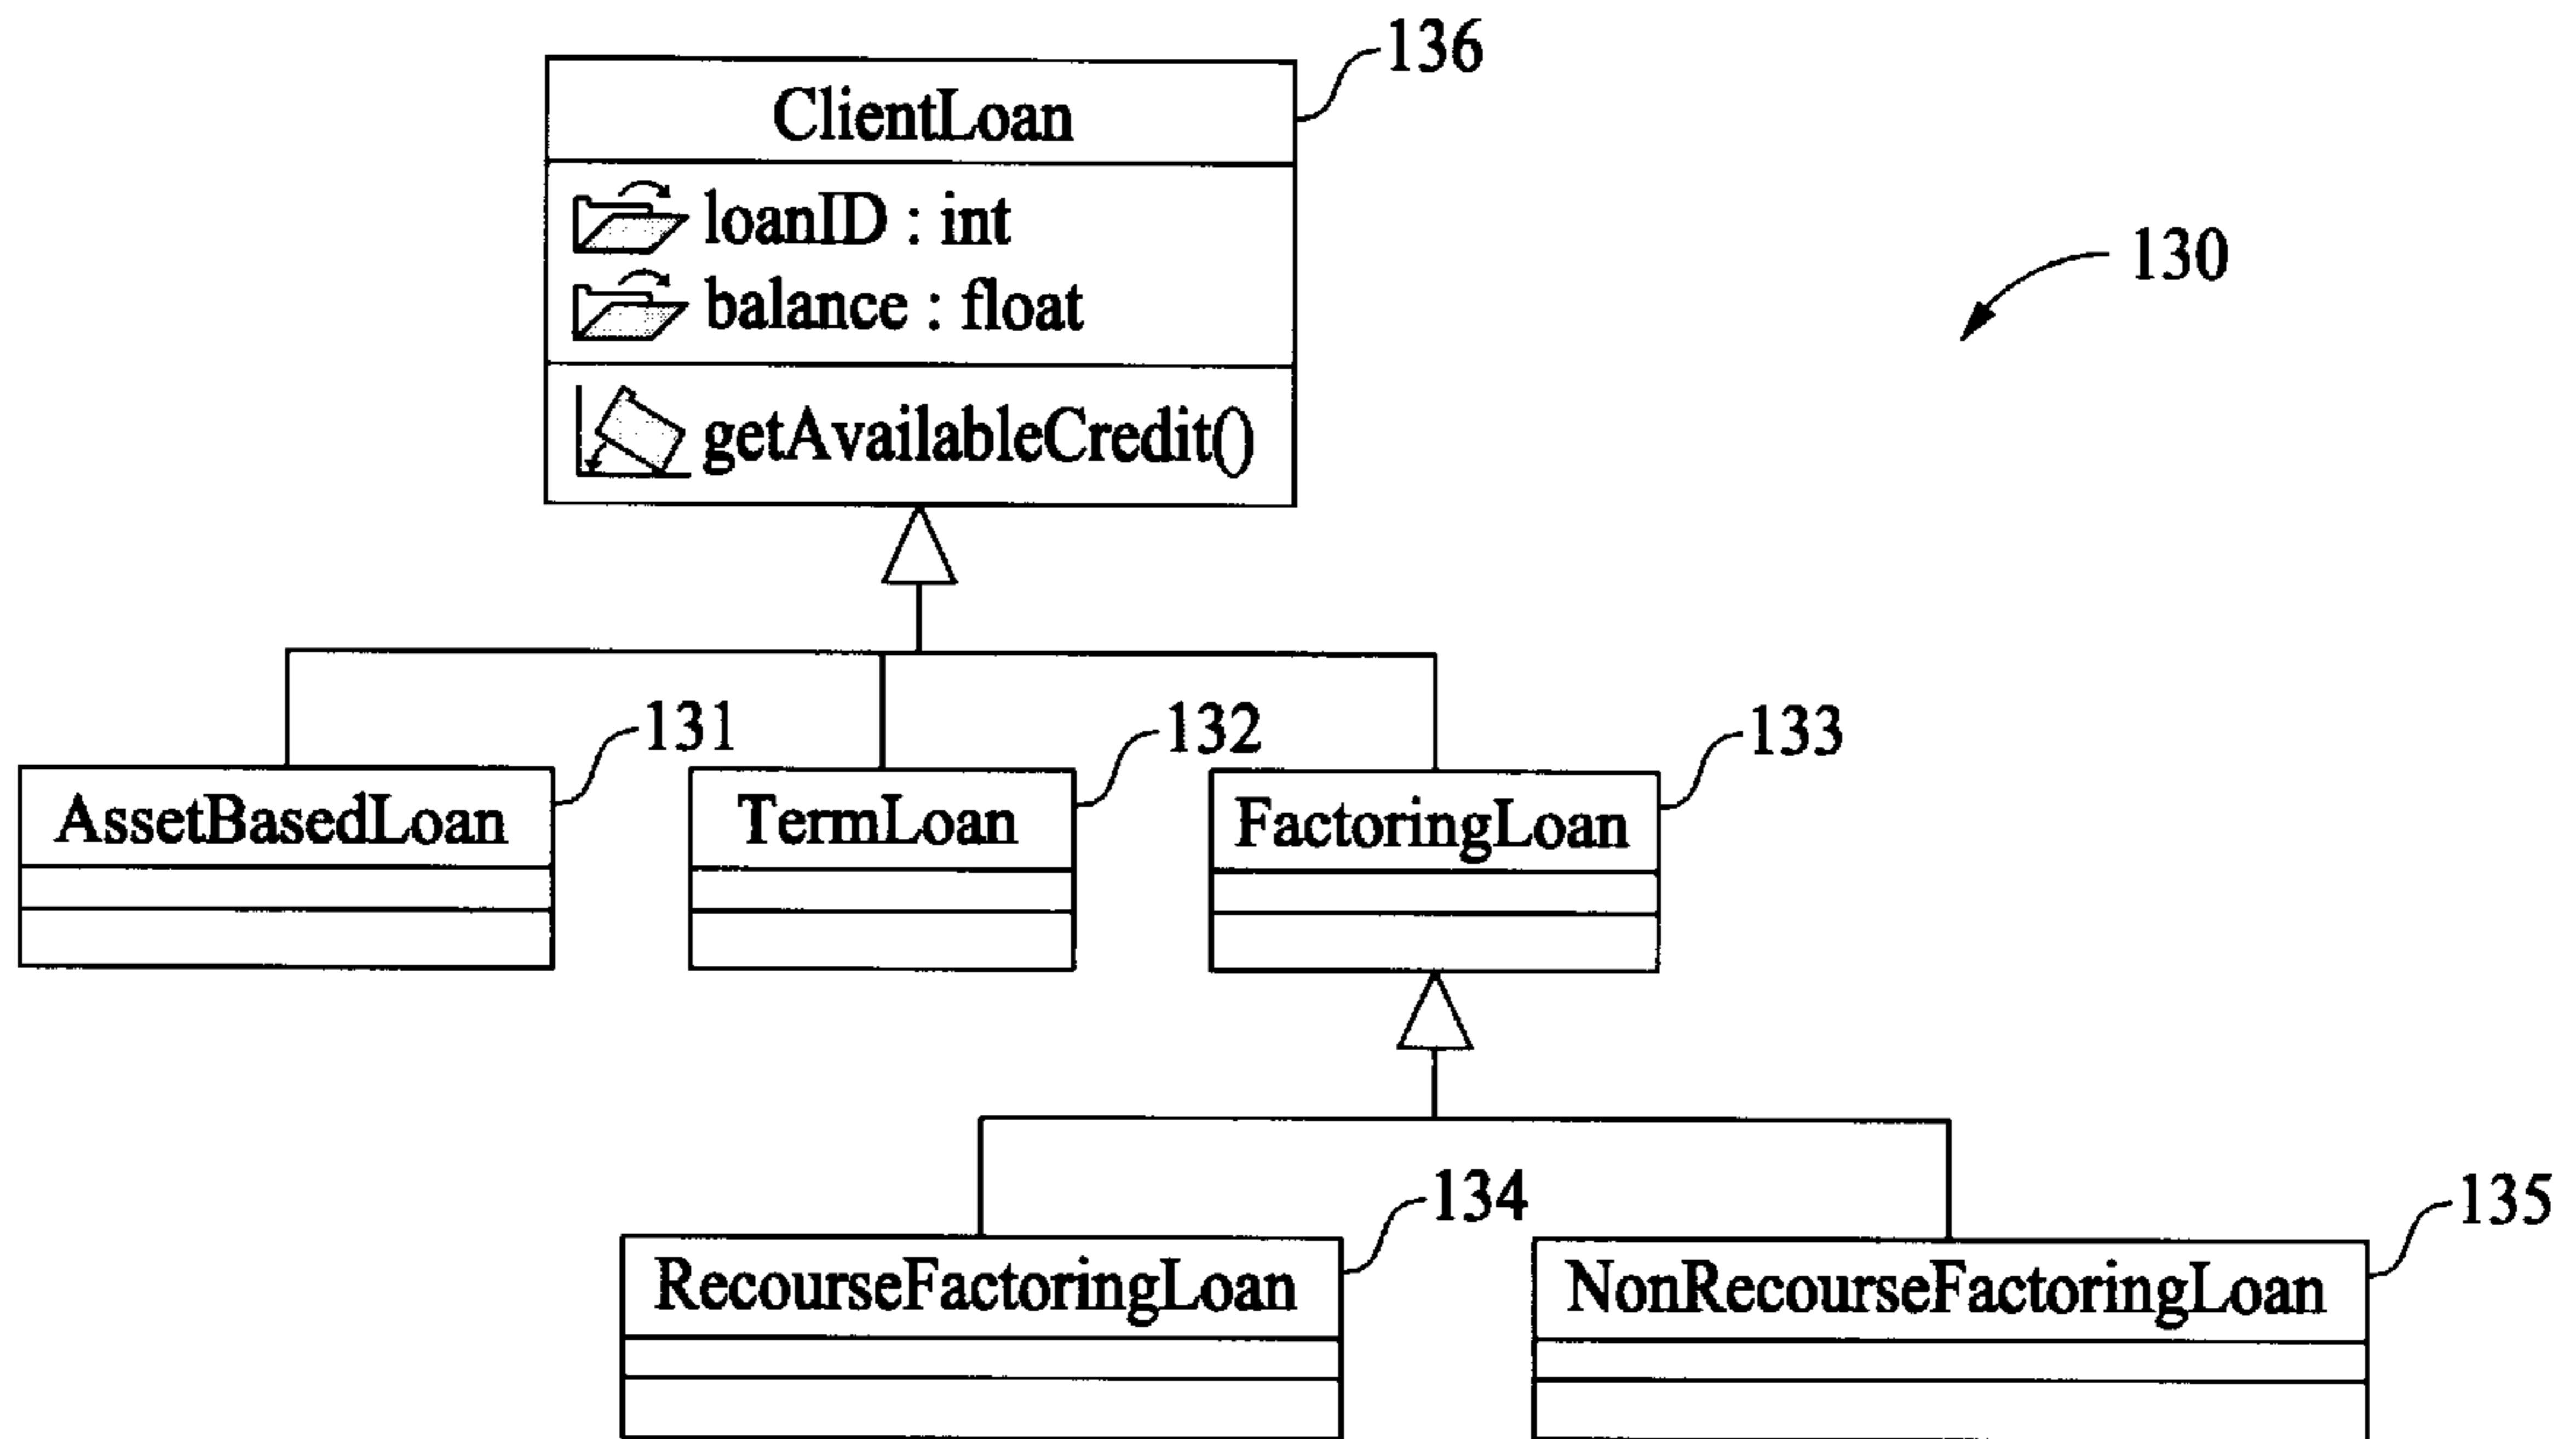 136
ClientLoan
loanID : int
130
balance : float
getAvailableCredit()
131
132
133
AssetBasedLoan
TermLoan
FactoringLoan
134
135
RecourseFactoringLoan
NonRecourseFactoringLoan